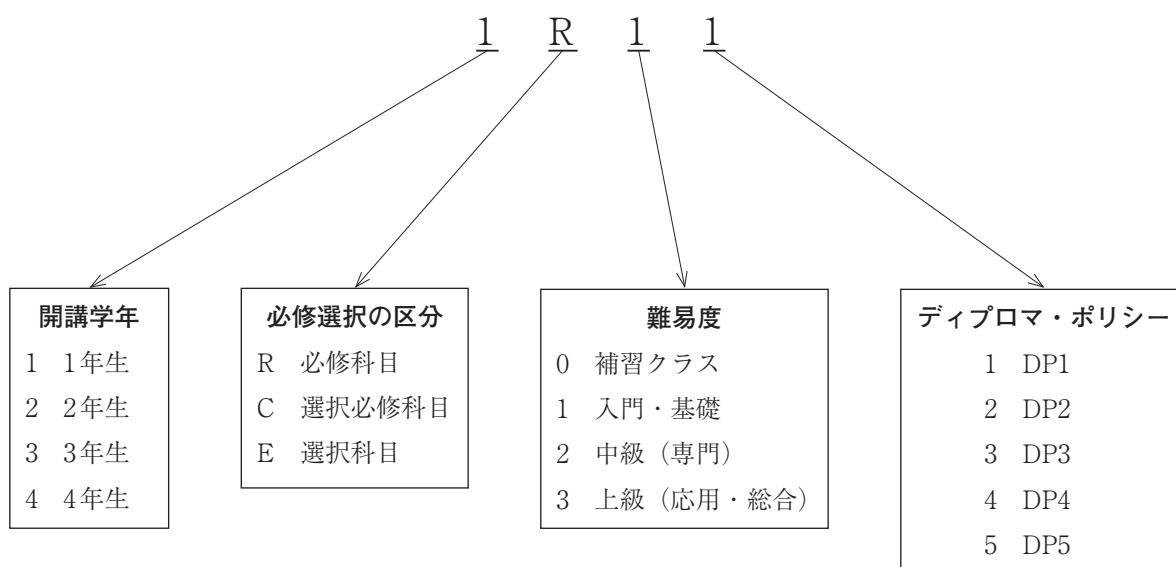 1 R 1 1
開講学年
1 1年生
2 2年生
3 3年生
4 4年生
必修選択の区分
R 必修科目
C 選択必修科目
E 選択科目
難易度
0 補習クラス
1 入門・基礎
2 中級（専門）
3 上級（応用・総合）
ディプロマ・ポリシー
1 DP1
2 DP2
3 DP3
4 DP4
5 DP5